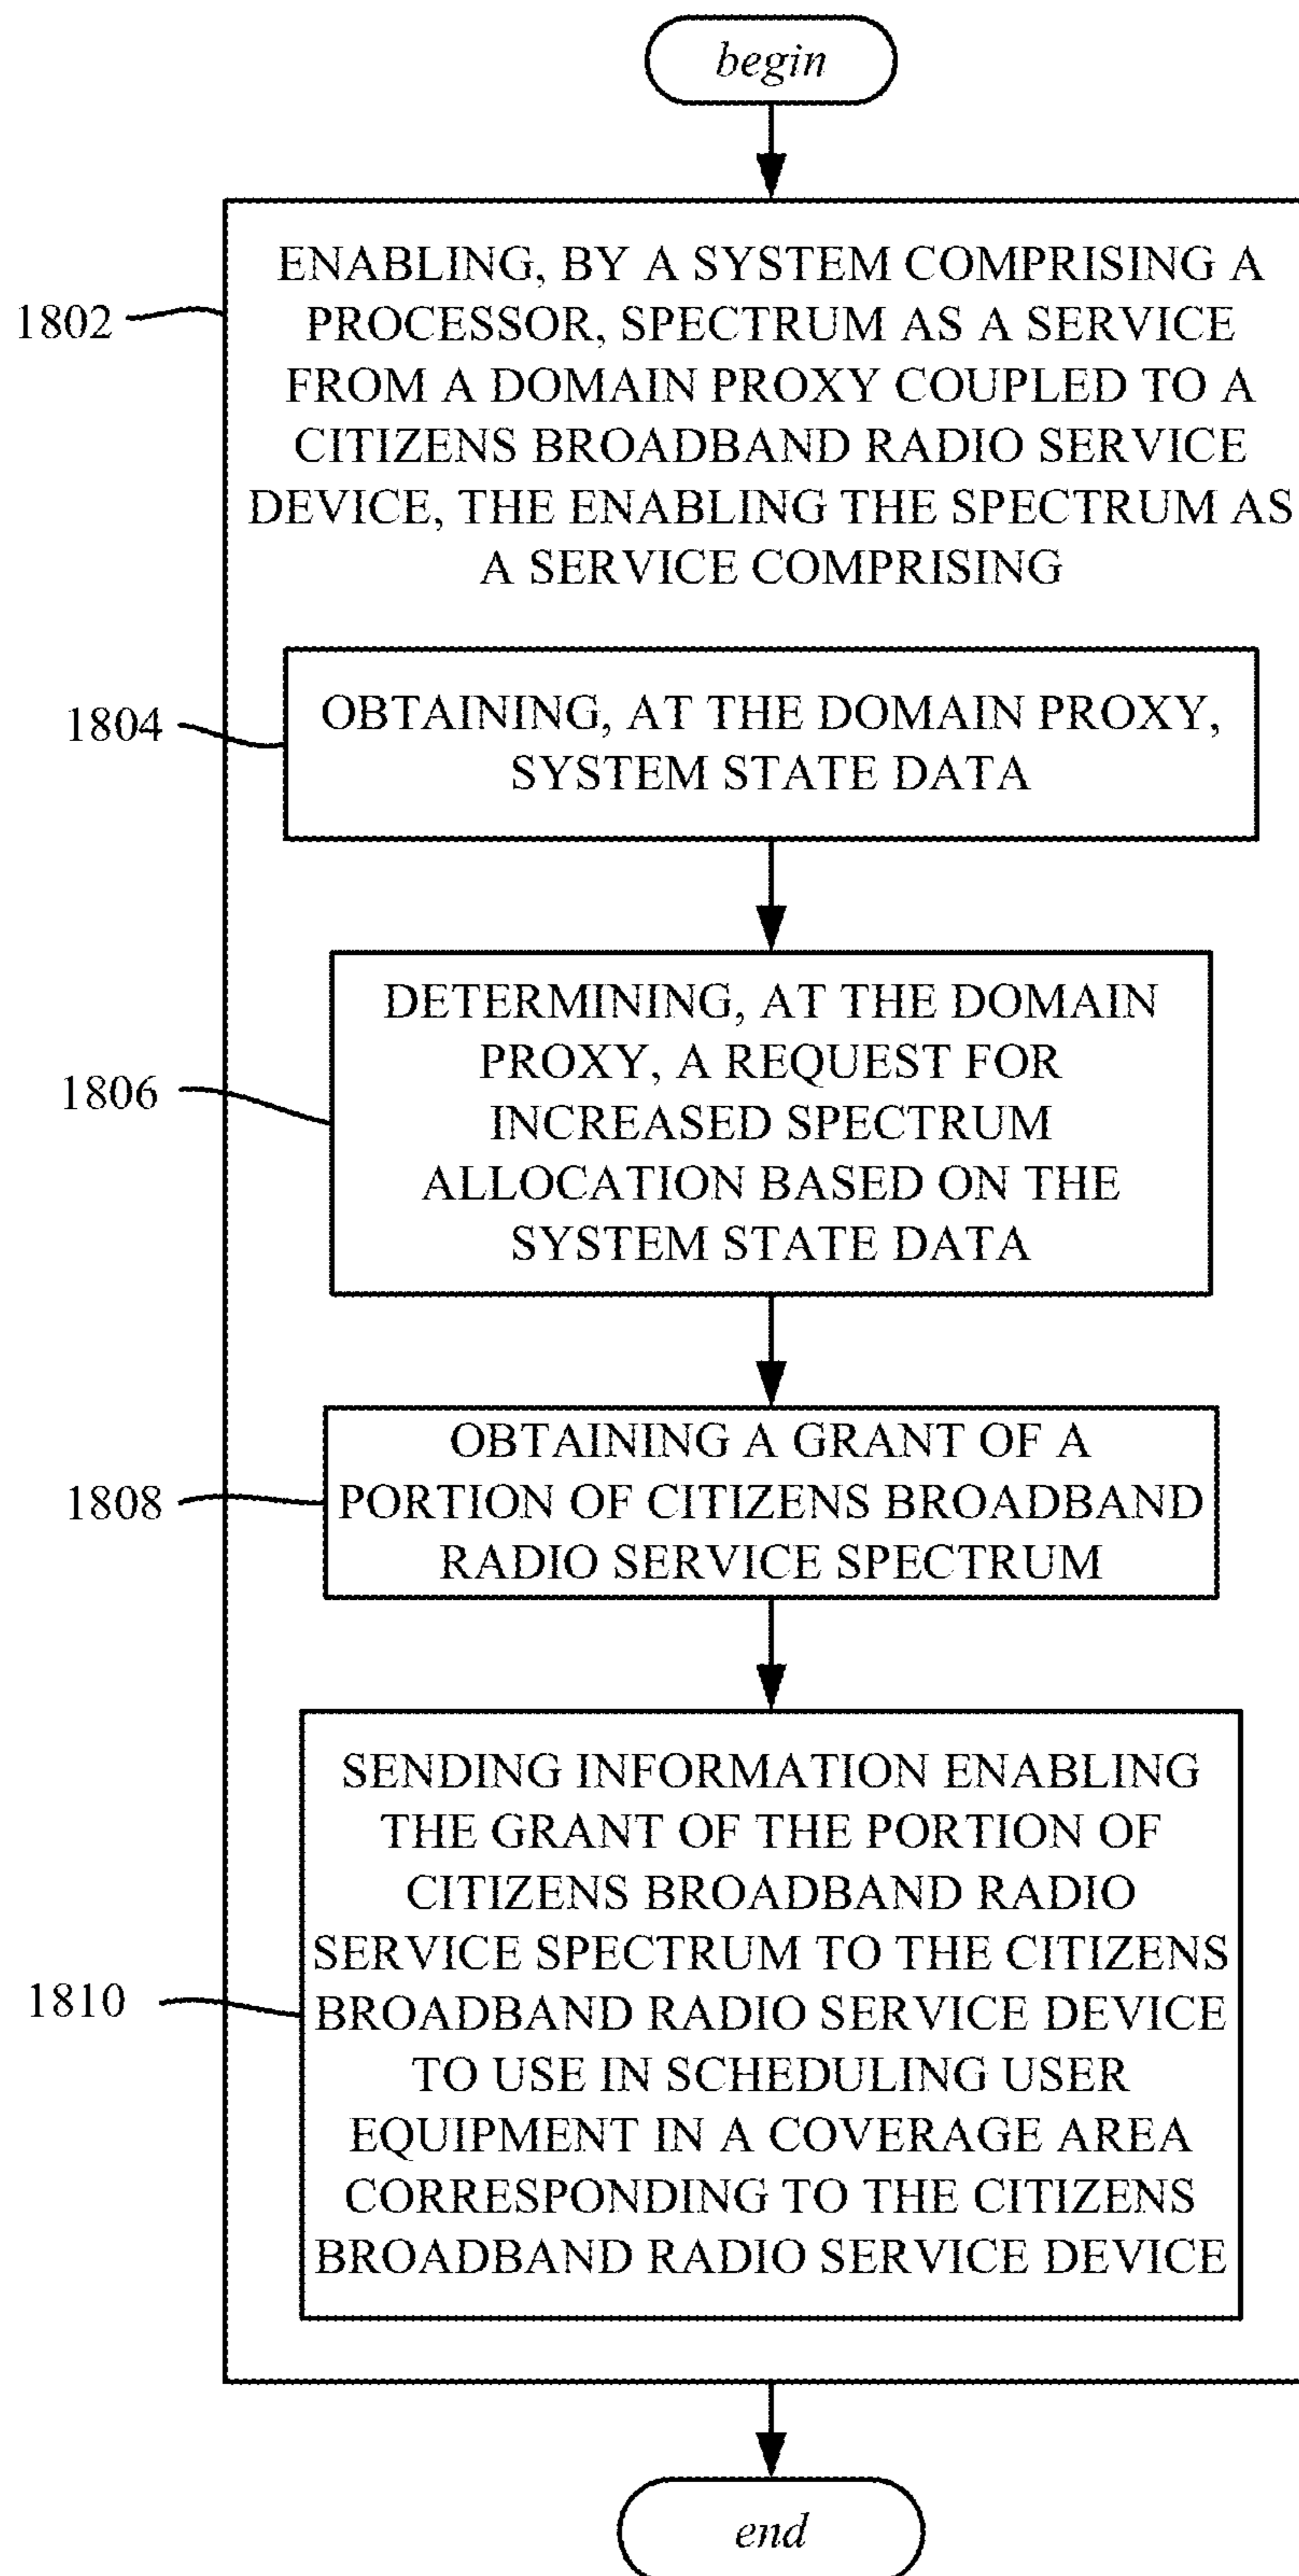 begin
1802
ENABLING, BY A SYSTEM COMPRISING A
PROCESSOR, SPECTRUM AS A SERVICE
FROM A DOMAIN PROXY COUPLED TO A
CITIZENS BROADBAND RADIO SERVICE
DEVICE, THE ENABLING THE SPECTRUM AS
A SERVICE COMPRISING
1804
OBTAINING, AT THE DOMAIN PROXY,
SYSTEM STATE DATA
1806
DETERMINING, AT THE DOMAIN
PROXY, A REQUEST FOR
INCREASED SPECTRUM
ALLOCATION BASED ON THE
SYSTEM STATE DATA
1808
OBTAINING A GRANT OF A
PORTION OF CITIZENS BROADBAND
RADIO SERVICE SPECTRUM
1810
SENDING INFORMATION ENABLING
THE GRANT OF THE PORTION OF
CITIZENS BROADBAND RADIO
SERVICE SPECTRUM TO THE CITIZENS
BROADBAND RADIO SERVICE DEVICE
TO USE IN SCHEDULING USER
EQUIPMENT IN A COVERAGE AREA
CORRESPONDING TO THE CITIZENS
BROADBAND RADIO SERVICE DEVICE
end